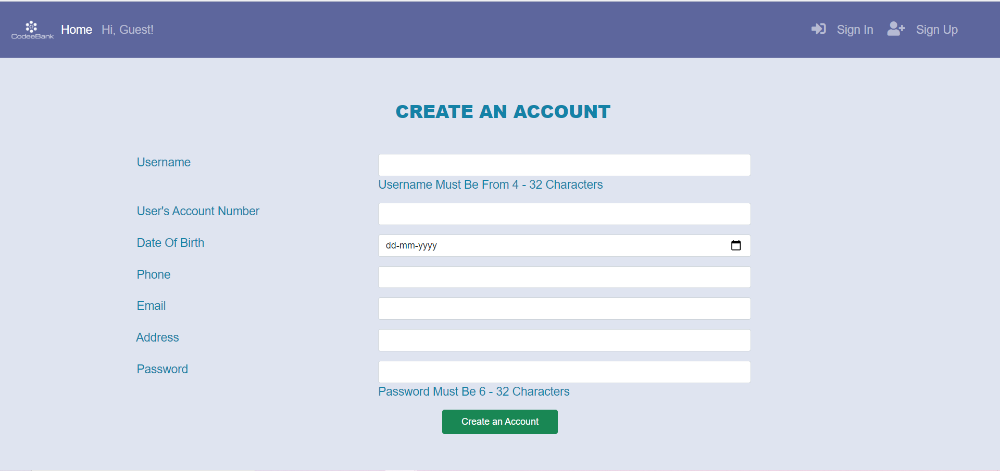 CodeeBank Home Hi, Guest! Sign In Sign Up
CREATE AN ACCOUNT
Username
Username Must Be From 4 - 32 Characters
User's Account Number
Date Of Birth dd-mm-yyyy
Phone
Email
Address
Password
Password Must Be 6 - 32 Characters
Create an Account